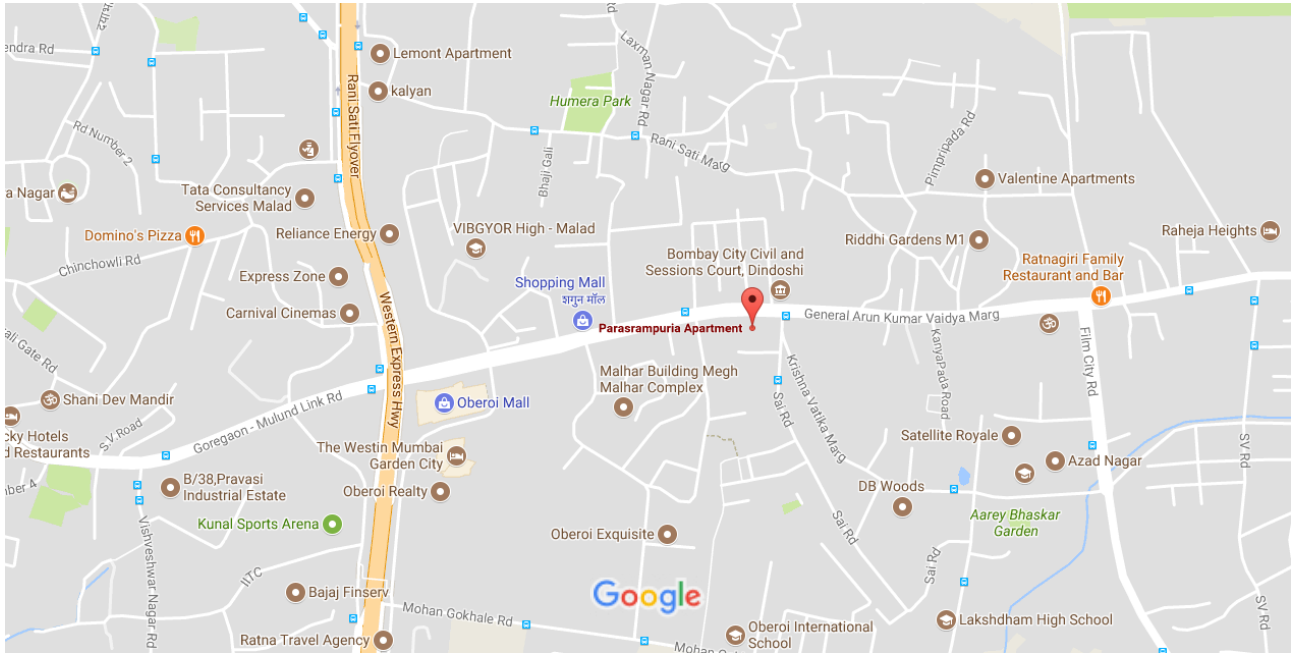 endra Rd
Rd Number 2
a Nagar
Lemont Apartment
kalyan
Rani Sati Flyover
Humera Park
Laxman Nagar Rd
Rani Sati Marg
Bhaji Gali
Pimpripada Rd
Valentine Apartments
Tata Consultancy
Services Malad
Domino's Pizza
Chinchowli Rd
Reliance Energy
VIBGYOR High - Malad
Express Zone
Carnival Cinemas
Western Express Hwy
Shopping Mall
शगुन मॉल
Bombay City Civil and
Sessions Court, Dindoshi
Riddhi Gardens M1
Raheja Heights
Ratnagiri Family
Restaurant and Bar
Parasrampuria Apartment
General Arun Kumar Vaidya Marg
ali Gate Rd
Shani Dev Mandir
cky Hotels
d Restaurants
S.V.Road
Goregaon - Mulund Link Rd
Oberoi Mall
Malhar Building Megh
Malhar Complex
Krishna Vatika Marg
Sai Rd
KanyaPada Road
Film City Rd
SV Rd
The Westin Mumbai
Garden City
Oberoi Realty
B/38,Pravasi
Industrial Estate
Kunal Sports Arena
Satellite Royale
Azad Nagar
DB Woods
Aarey Bhaskar
Garden
Oberoi Exquisite
Sai Rd
Sai Rd
Vishveshwar Nagar Rd
IITC
Bajaj Finserv
Ratna Travel Agency
Mohan Gokhale Rd
Google
Oberoi International
School
Lakshdham High School
SV Rd